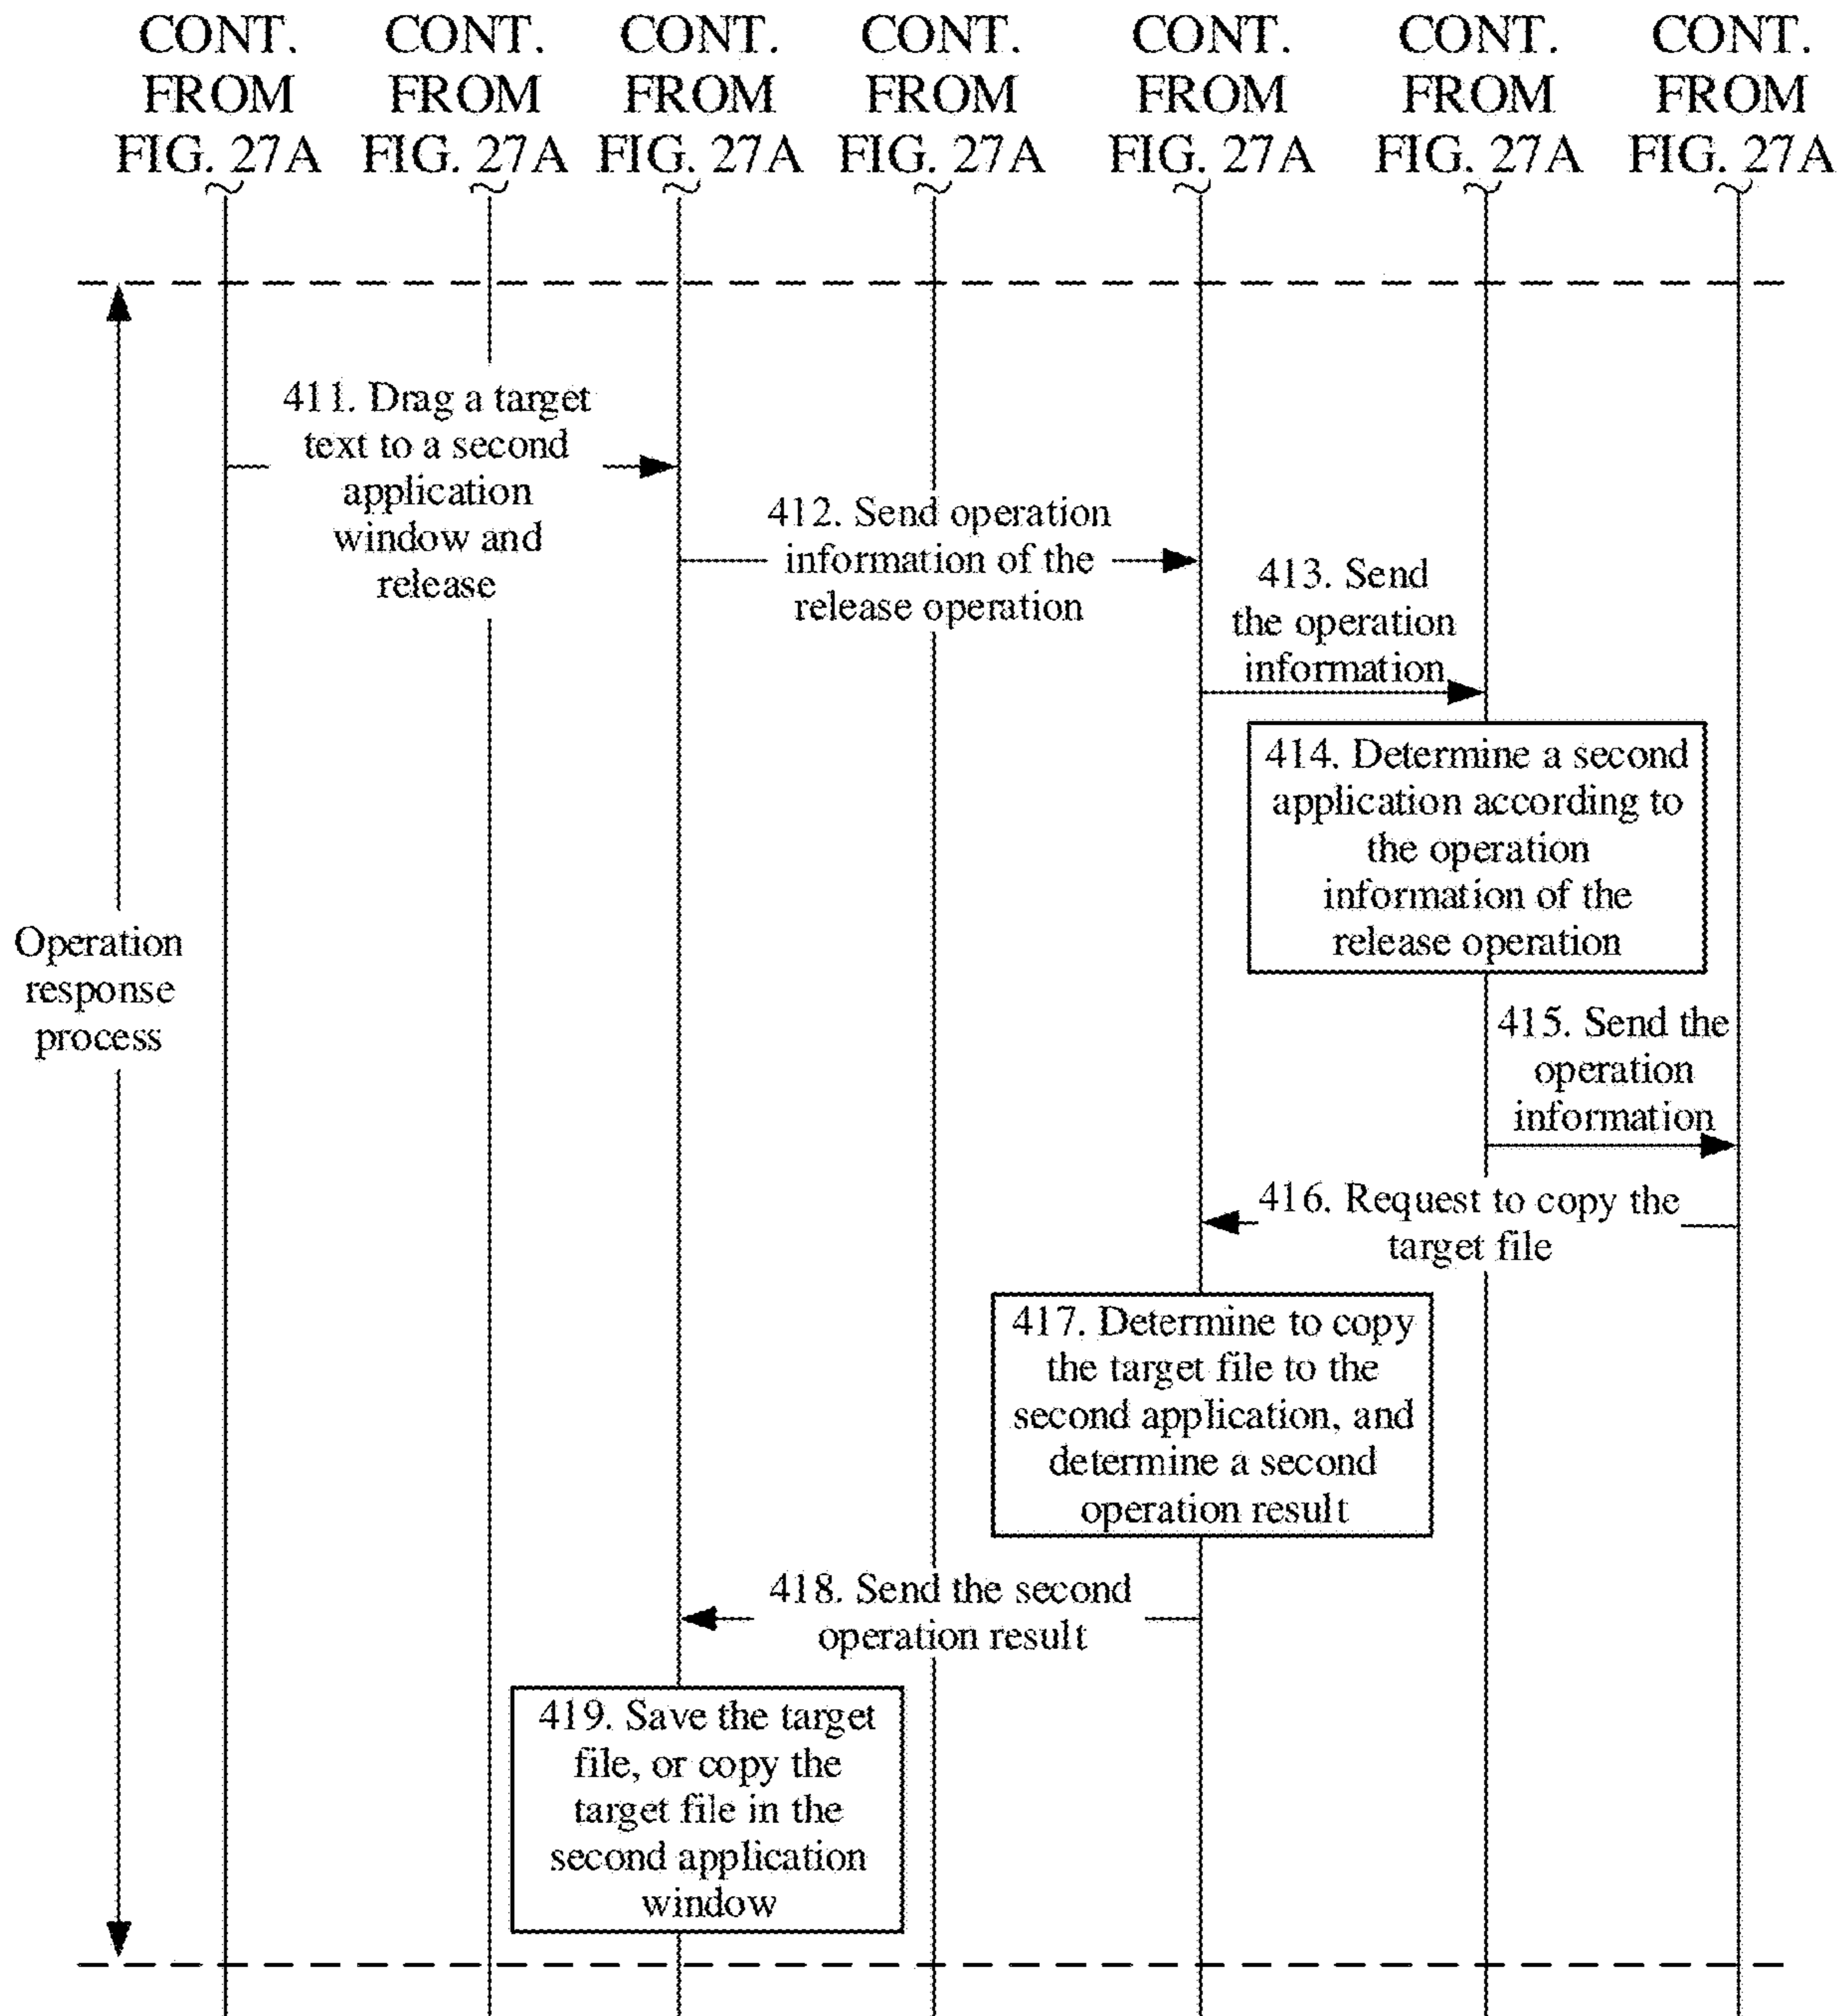 CONT. CONT. CONT. CONT. CONT. CONT. CONT.
FROM FROM FROM FROM FROM FROM FROM
FIG. 27A FIG. 27A FIG. 27A FIG. 27A FIG. 27A FIG. 27A FIG. 27A
411. Drag a target
text to a second
application
window and
release
412. Send operation
information of the
release operation
413. Send
the operation
information
414. Determine a second
application according to
the operation
information of the
release operation
Operation
response
process
415. Send the
operation
information
416. Request to copy the
target file
417. Determine to copy
the target file to the
second application, and
determine a second
operation result
418. Send the second
operation result
419. Save the target
file, or copy the
target file in the
second application
window